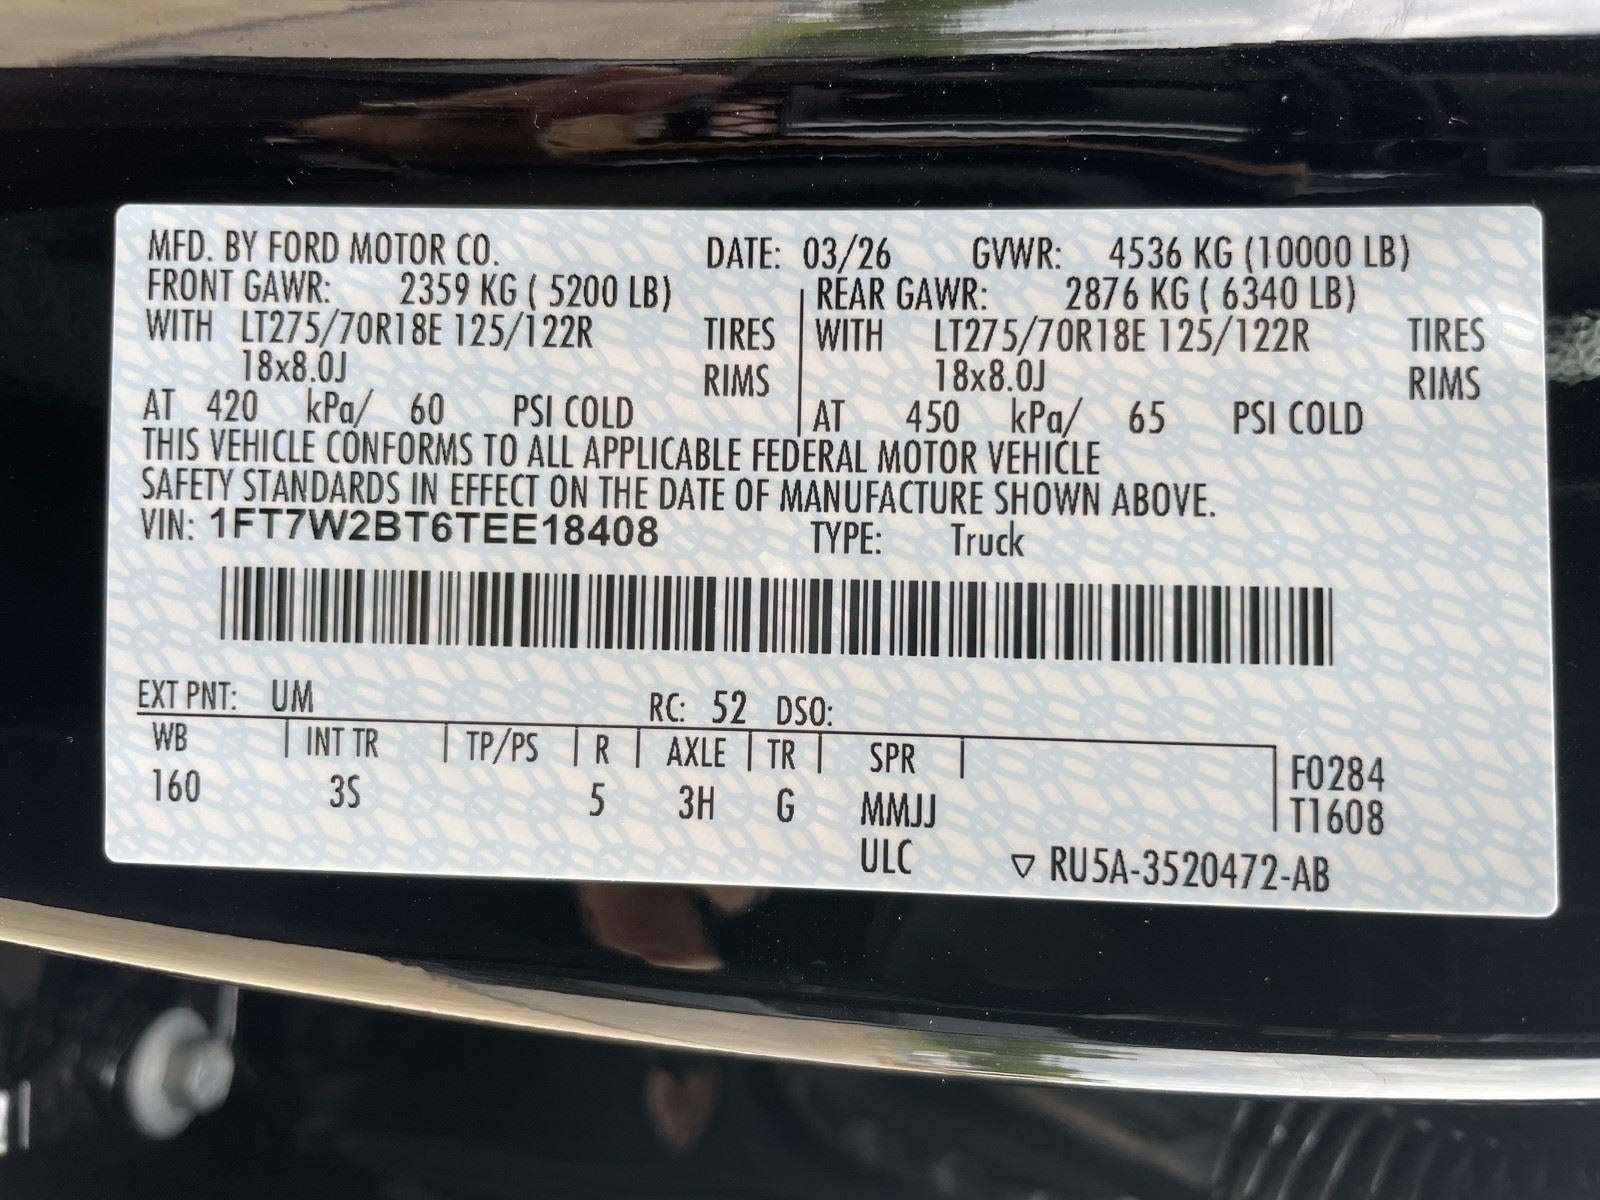 MFD. BY FORD MOTOR CO. DATE: 03/26 GVWR: 4536 KG (10000 LB)
FRONT GAWR: 2359 KG ( 5200 LB) REAR GAWR: 2876 KG ( 6340 LB)
WITH LT275/70R18E 125/122R TIRES WITH LT275/70R18E 125/122R TIRES
18x8.0J RIMS 18x8.0J RIMS
AT 420 kPa/ 60 PSI COLD AT 450 kPa/ 65 PSI COLD
THIS VEHICLE CONFORMS TO ALL APPLICABLE FEDERAL MOTOR VEHICLE
SAFETY STANDARDS IN EFFECT ON THE DATE OF MANUFACTURE SHOWN ABOVE.
VIN: 1FT7W2BT6TEE18408 TYPE: Truck
EXT PNT: UM RC: 52 DSO:
WB INT TR TP/PS R AXLE TR SPR F0284
160 3S 5 3H G MMJJ T1608
ULC ▽ RU5A-3520472-AB